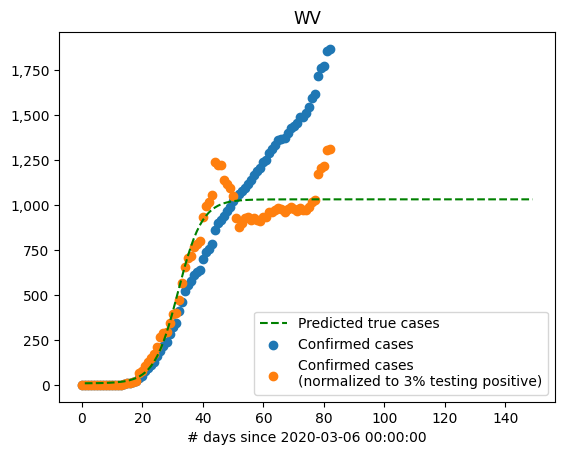 WV
1,750
1,500
1,250
1,000
750
500
250
0
0 20 40 60 80 100 120 140
# days since 2020-03-06 00:00:00
Predicted true cases
Confirmed cases
Confirmed cases
(normalized to 3% testing positive)